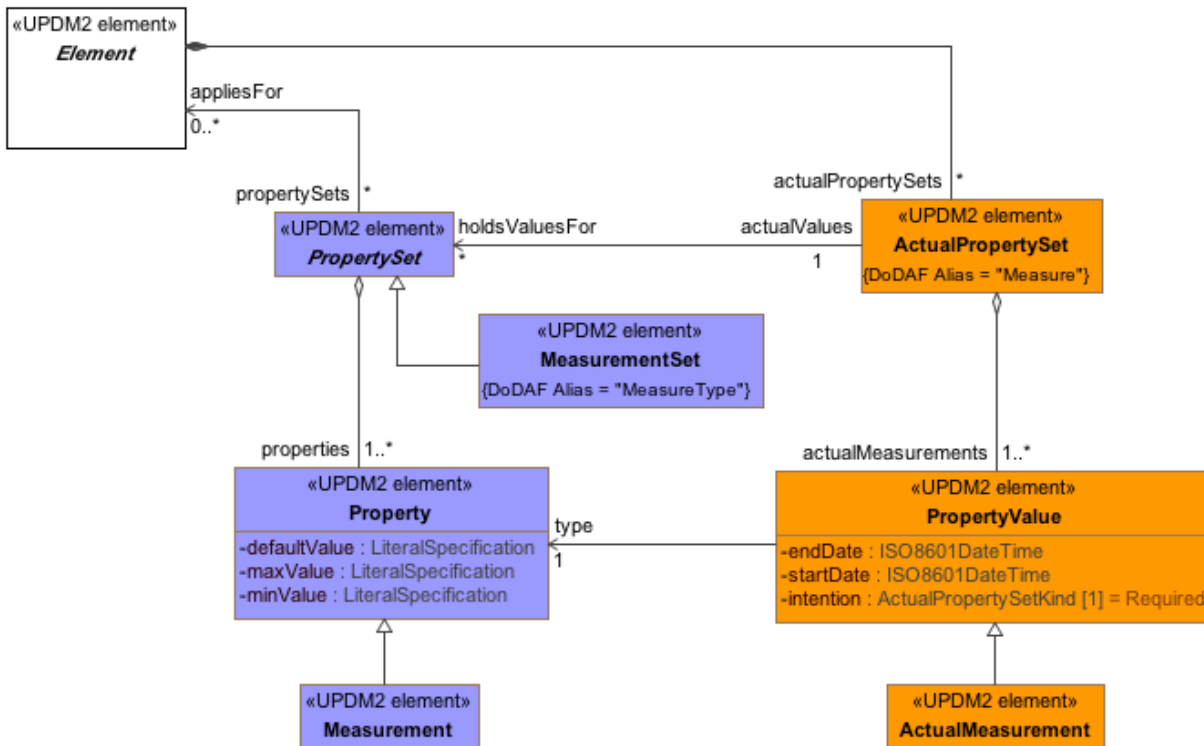 «UPDM2 element»
Element
appliesFor
0..*
propertySets *
actualPropertySets *
«UPDM2 element»
PropertySet
holdsValuesFor
*
actualValues
1
«UPDM2 element»
ActualPropertySet
{DoDAF Alias = "Measure"}
«UPDM2 element»
MeasurementSet
{DoDAF Alias = "MeasureType"}
properties 1..*
actualMeasurements 1..*
«UPDM2 element»
Property
-defaultValue : LiteralSpecification
-maxValue : LiteralSpecification
-minValue : LiteralSpecification
type
1
«UPDM2 element»
PropertyValue
-endDate : ISO8601DateTime
-startDate : ISO8601DateTime
-intention : ActualPropertySetKind [1] = Required
«UPDM2 element»
Measurement
«UPDM2 element»
ActualMeasurement